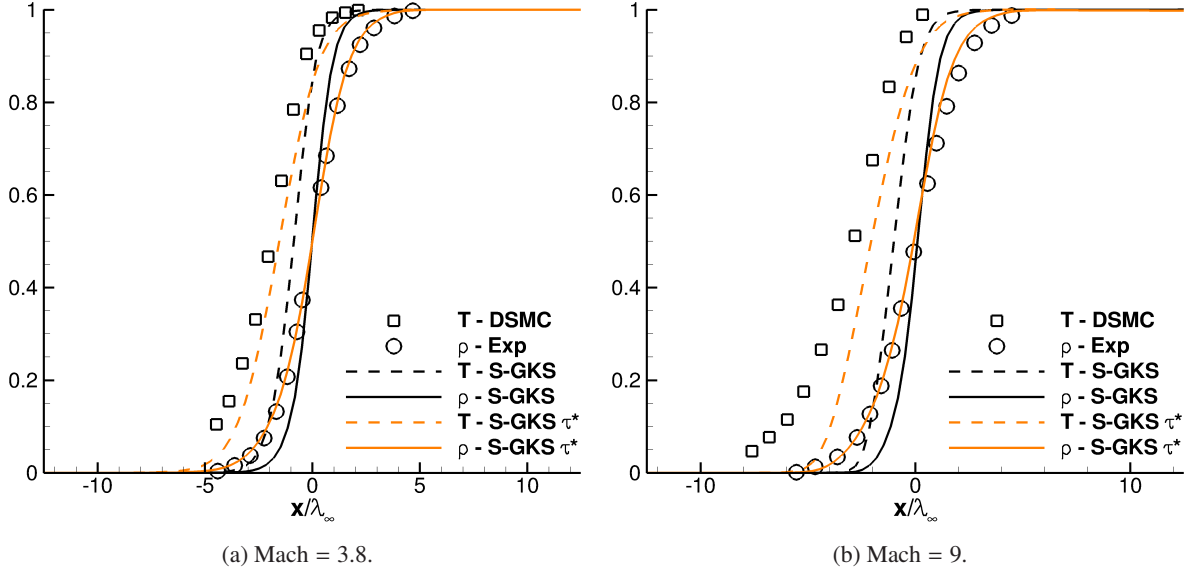 1
0.8
0.6
0.4
0.2
0
-10
-5
0
5
10
x/λ∞
T - DSMC
ρ - Exp
T - S-GKS
ρ - S-GKS
T - S-GKS τ*
ρ - S-GKS τ*
(a) Mach = 3.8.
1
0.8
0.6
0.4
0.2
0
-10
-5
0
5
10
x/λ∞
T - DSMC
ρ - Exp
T - S-GKS
ρ - S-GKS
T - S-GKS τ*
ρ - S-GKS τ*
(b) Mach = 9.